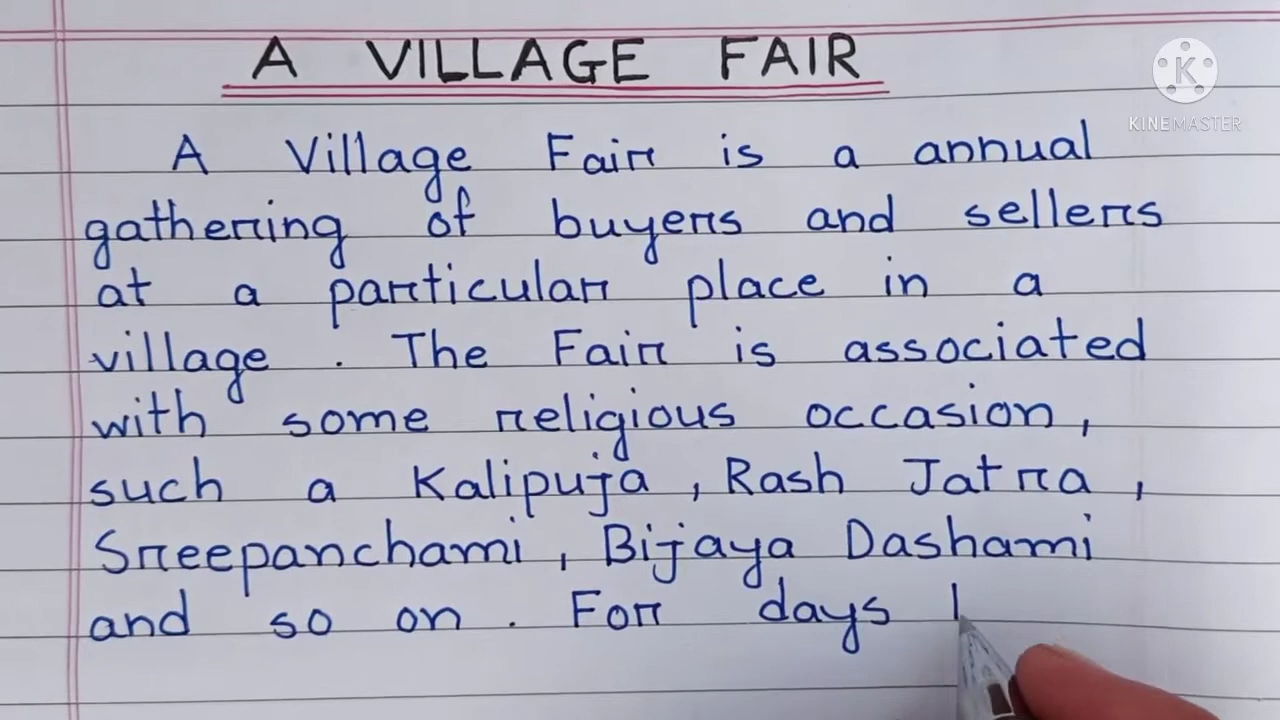 A VILLAGE FAIR
K
KINEMASTER
A Village Fair is a annual
gathering of buyers and sellers
at a particular place in a
village . The Fair is associated
with some religious occasion,
such a Kalipuja, Rash Jatra,
Sreepanchami, Bijaya Dashami
and so on. For days